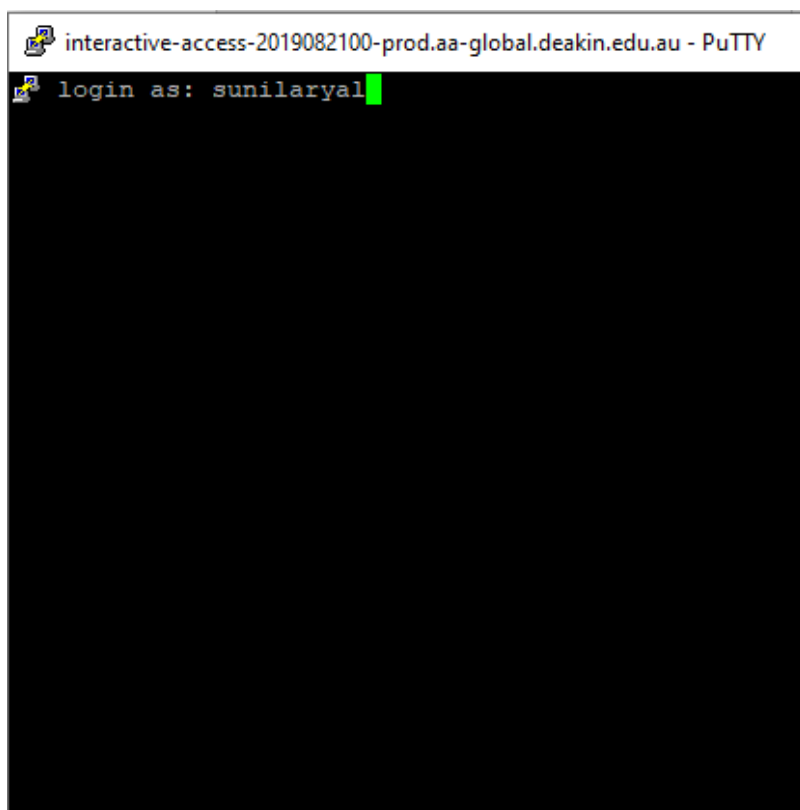 interactive-access-2019082100-prod.aa-global.deakin.edu.au - PuTTY
login as: sunilaryal